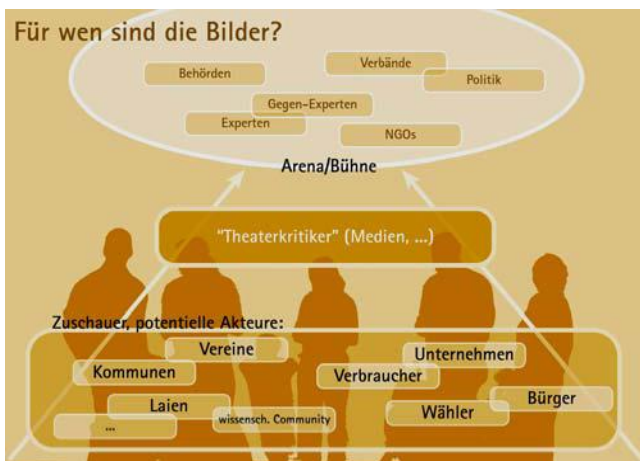 Für wen sind die Bilder?
Behörden
Verbände
Politik
Gegen-Experten
Experten
NGOs
Arena/Bühne
"Theaterkritiker" (Medien, ...)
Zuschauer, potentielle Akteure:
Vereine
Unternehmen
Kommunen
Verbraucher
Laien
Bürger
...
wissensch. Community
Wähler